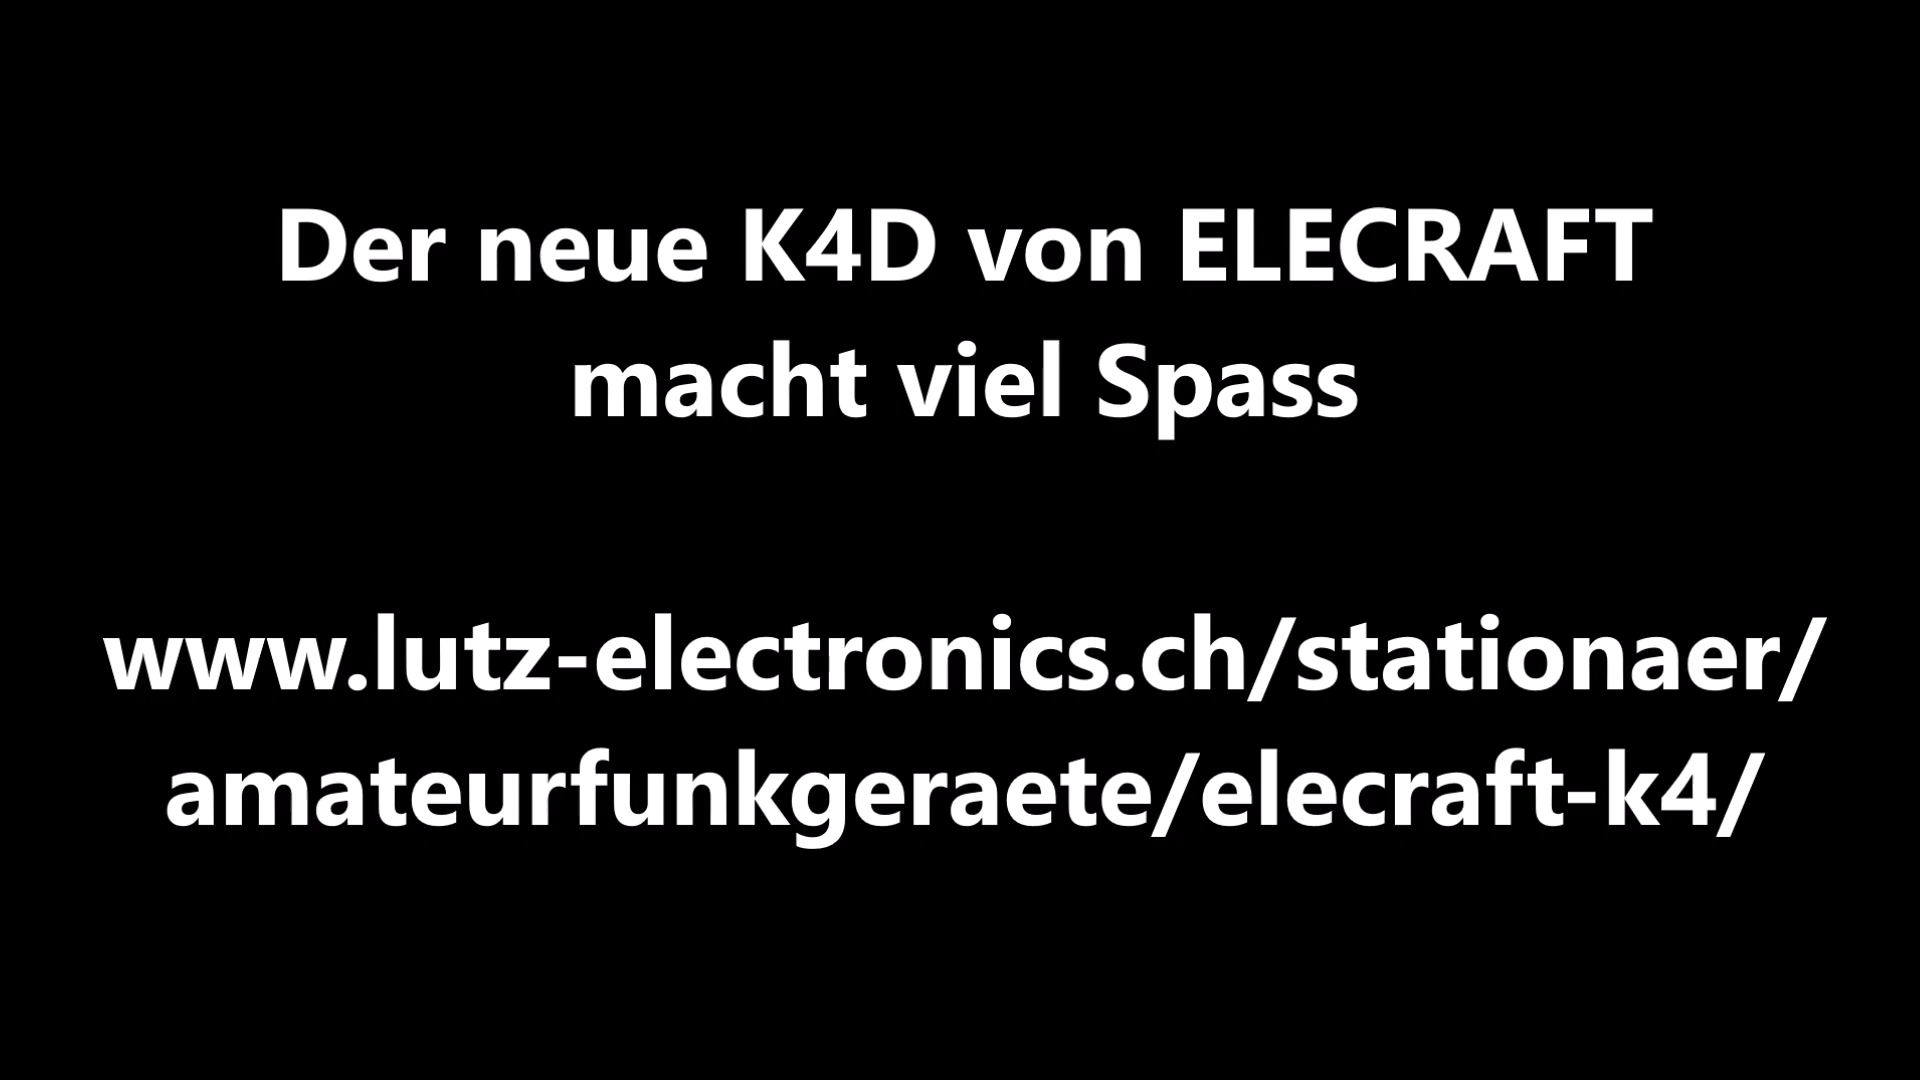 Der neue K4D von ELECRAFT
macht viel Spass
www.lutz-electronics.ch/stationaer/
amateurfunkgeraete/elecraft-k4/